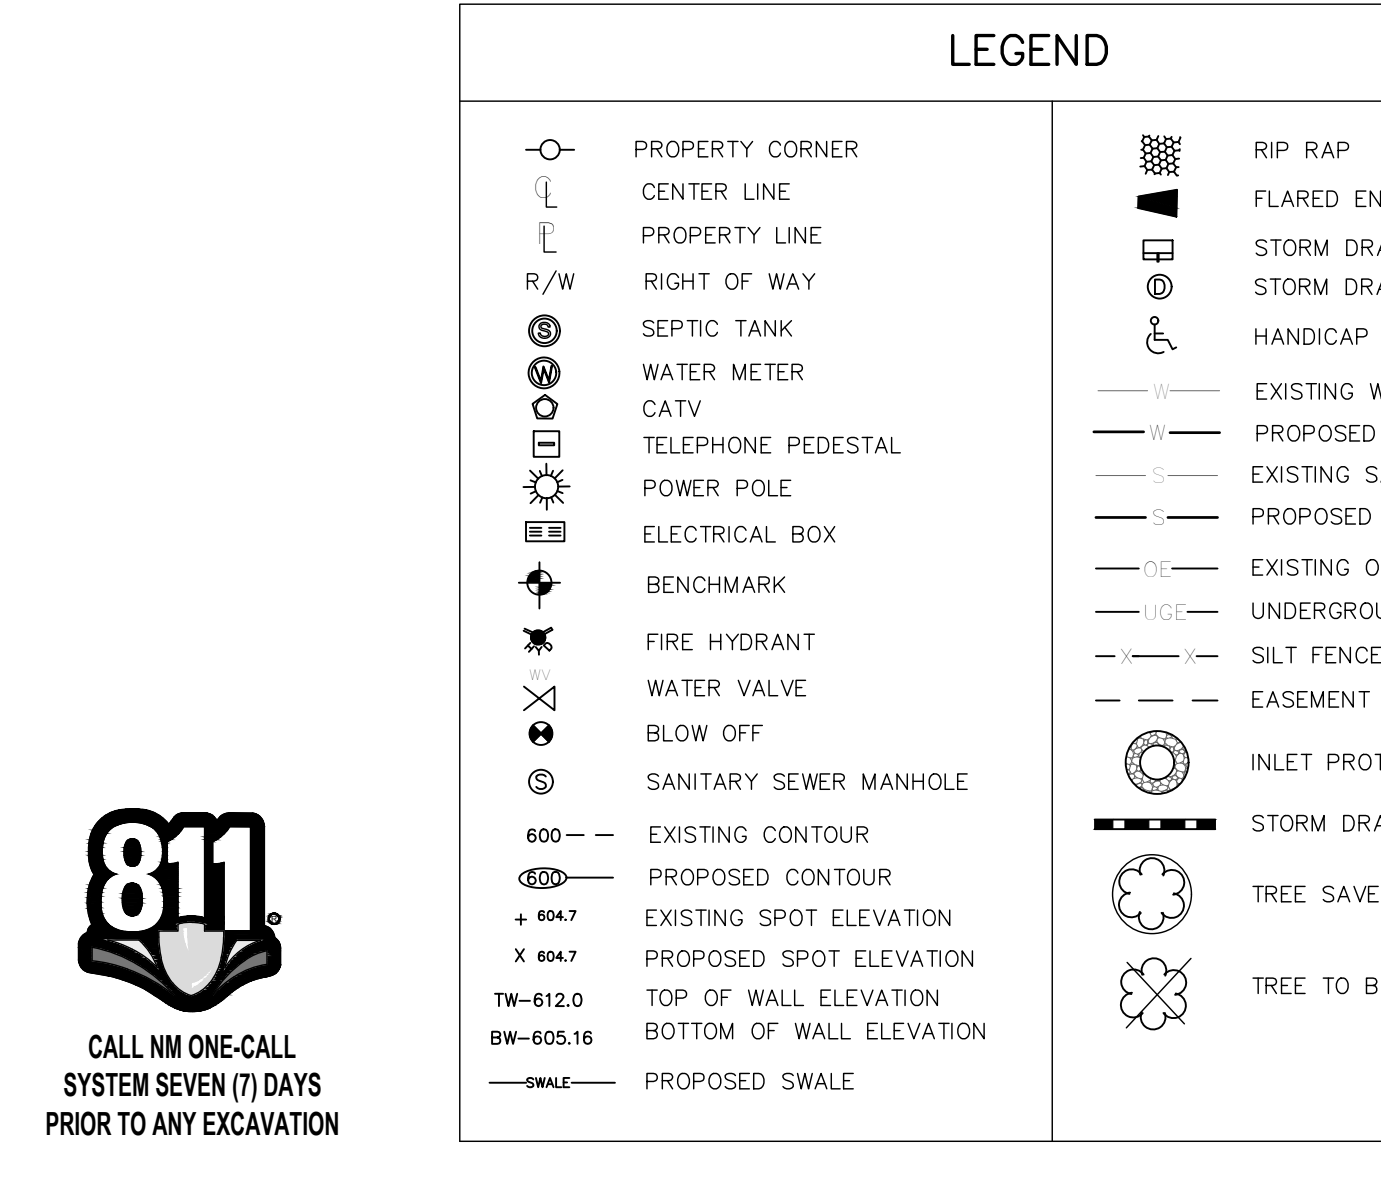 LEGEND
PROPERTY CORNER
CL CENTER LINE
PL PROPERTY LINE
R/W RIGHT OF WAY
S SEPTIC TANK
W WATER METER
CATV
TELEPHONE PEDESTAL
POWER POLE
ELECTRICAL BOX
BENCHMARK
FIRE HYDRANT
WV
WATER VALVE
BLOW OFF
S SANITARY SEWER MANHOLE
600 EXISTING CONTOUR
600 PROPOSED CONTOUR
+ 604.7 EXISTING SPOT ELEVATION
X 604.7 PROPOSED SPOT ELEVATION
TW-612.0 TOP OF WALL ELEVATION
BW-605.16 BOTTOM OF WALL ELEVATION
SWALE PROPOSED SWALE
RIP RAP
FLARED EN
STORM DRA
D STORM DRA
HANDICAP
W EXISTING W
W PROPOSED
S EXISTING S
S PROPOSED
OE EXISTING O
UGE UNDERGROU
X X SILT FENCE
EASEMENT
INLET PROT
STORM DRA
TREE SAVE
TREE TO B
811
CALL NM ONE-CALL
SYSTEM SEVEN (7) DAYS
PRIOR TO ANY EXCAVATION